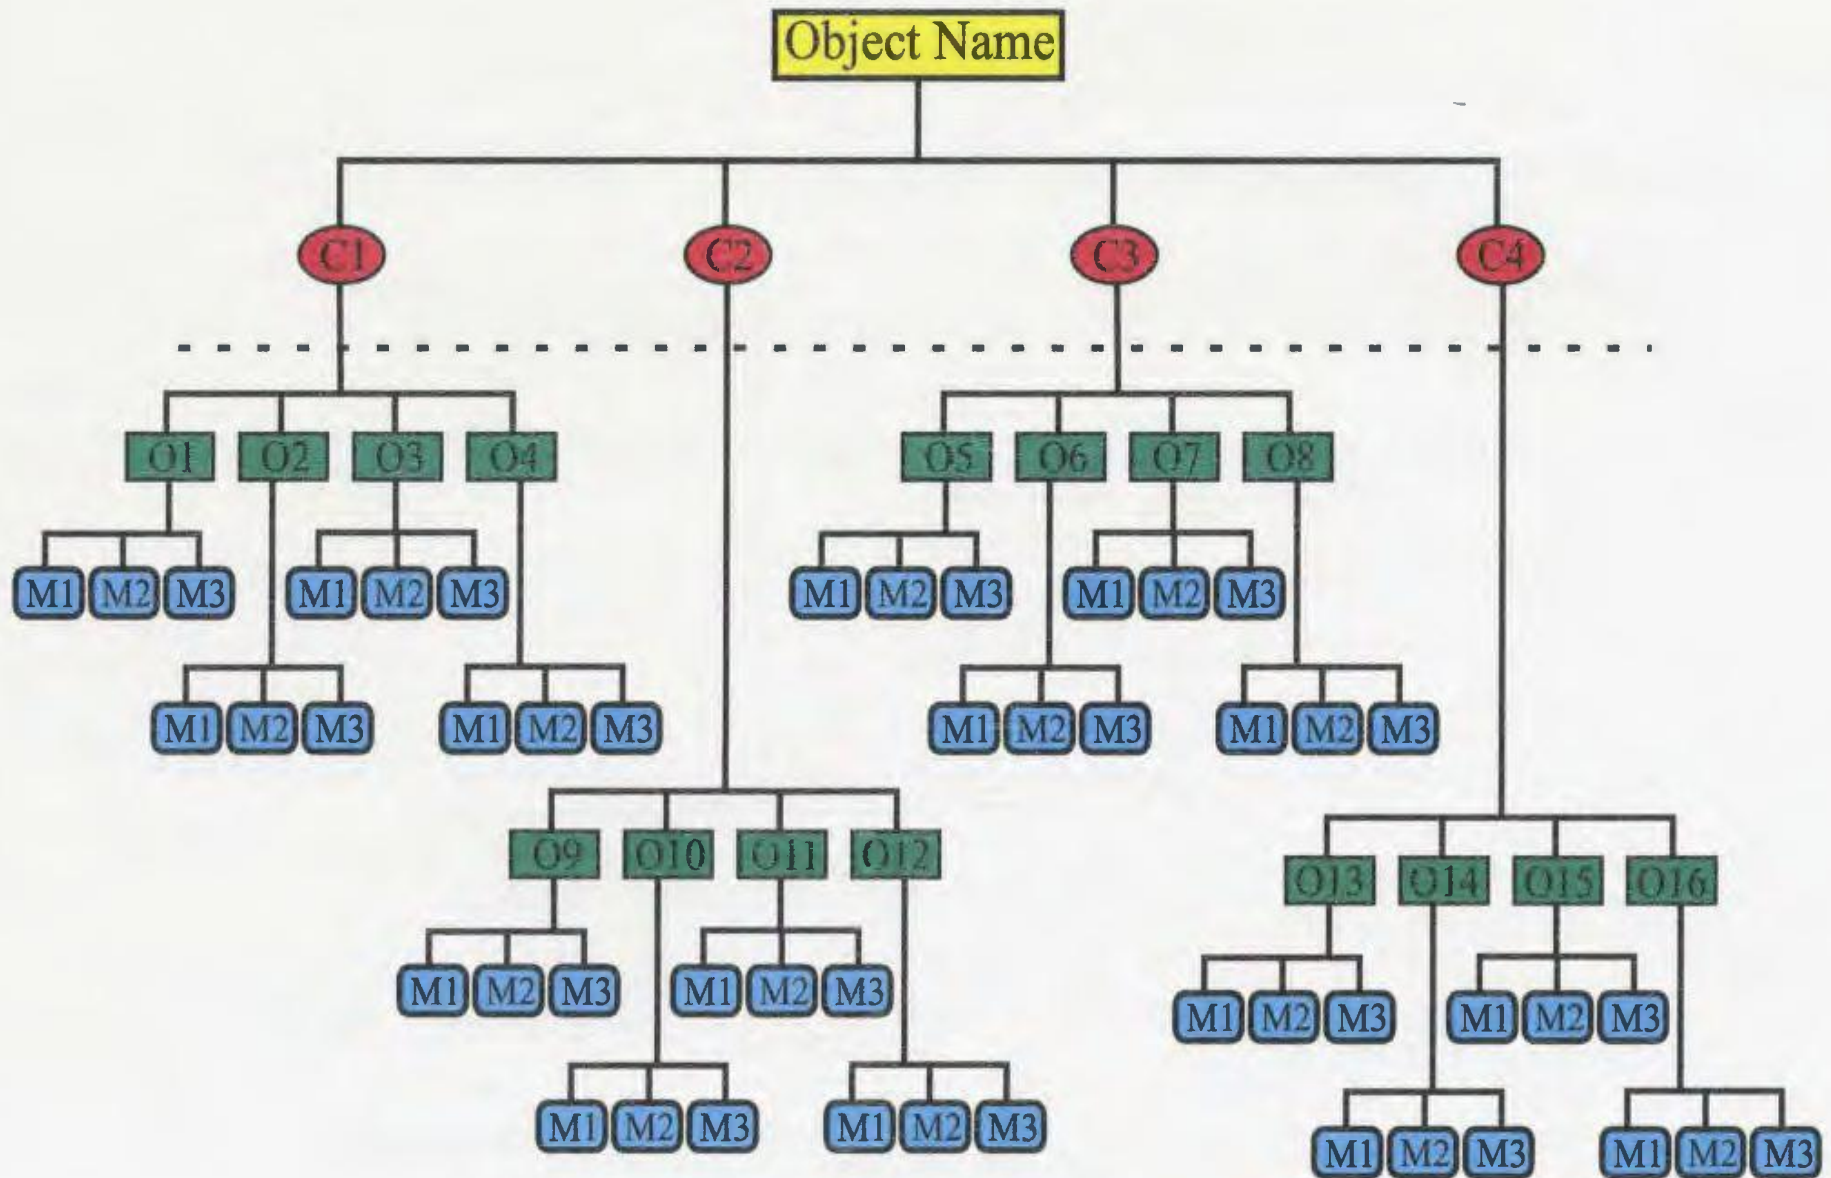 Object Name
C1 C2 C3 C4
O1 O2 O3 O4 O5 O6 O7 O8
M1 M2 M3 M1 M2 M3 M1 M2 M3 M1 M2 M3
M1 M2 M3 M1 M2 M3 M1 M2 M3 M1 M2 M3
O9 O10 O11 O12
O13 O14 O15 O16
M1 M2 M3 M1 M2 M3
M1 M2 M3 M1 M2 M3
M1 M2 M3 M1 M2 M3
M1 M2 M3 M1 M2 M3